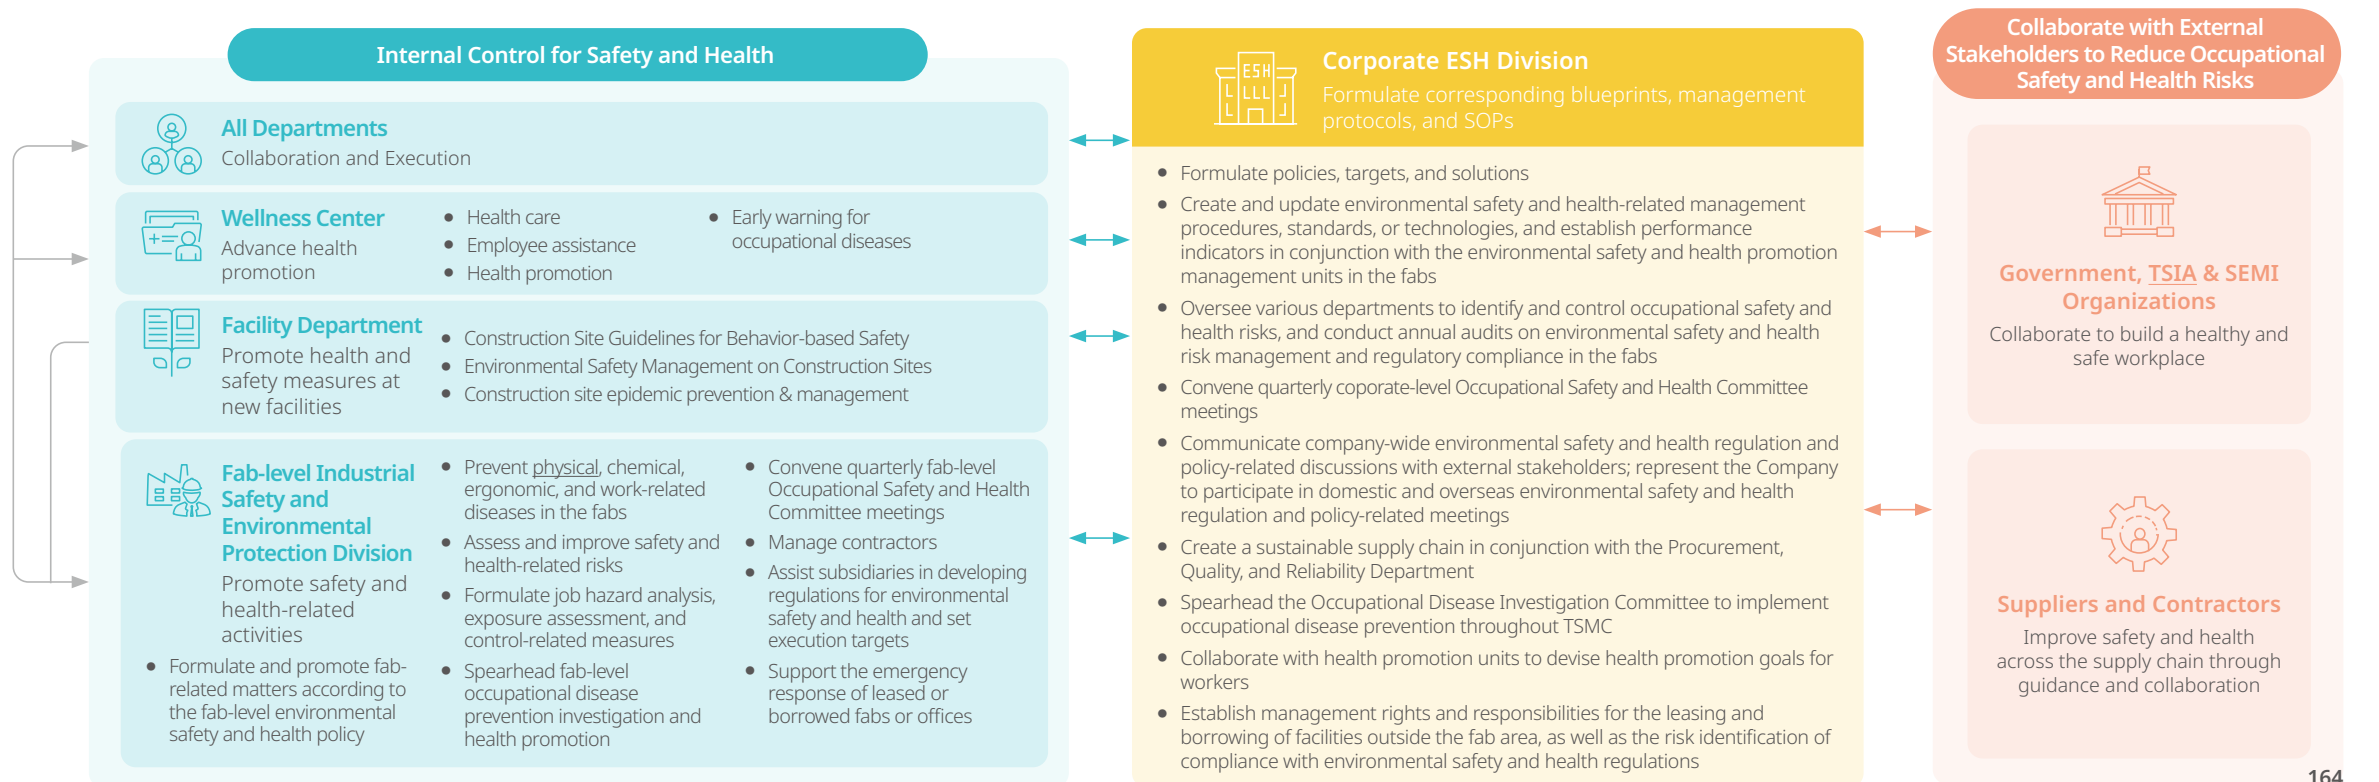 Internal Control for Safety and Health
All Departments
Collaboration and Execution
Wellness Center
Advance health
promotion
• Health care
• Employee assistance
• Health promotion
• Early warning for
occupational diseases
Facility Department
Promote health and
safety measures at
new facilities
• Construction Site Guidelines for Behavior-based Safety
• Environmental Safety Management on Construction Sites
• Construction site epidemic prevention & management
Fab-level Industrial
Safety and
Environmental
Protection Division
Promote safety and
health-related
activities
• Formulate and promote fab-
related matters according to
the fab-level environmental
safety and health policy
• Prevent physical, chemical,
ergonomic, and work-related
diseases in the fabs
• Assess and improve safety and
health-related risks
• Formulate job hazard analysis,
exposure assessment, and
control-related measures
• Spearhead fab-level
occupational disease
prevention investigation and
health promotion
• Convene quarterly fab-level
Occupational Safety and Health
Committee meetings
• Manage contractors
• Assist subsidiaries in developing
regulations for environmental
safety and health and set
execution targets
• Support the emergency
response of leased or
borrowed fabs or offices
ESH
Corporate ESH Division
Formulate corresponding blueprints, management
protocols, and SOPs
• Formulate policies, targets, and solutions
• Create and update environmental safety and health-related management
procedures, standards, or technologies, and establish performance
indicators in conjunction with the environmental safety and health promotion
management units in the fabs
• Oversee various departments to identify and control occupational safety and
health risks, and conduct annual audits on environmental safety and health
risk management and regulatory compliance in the fabs
• Convene quarterly coporate-level Occupational Safety and Health Committee
meetings
• Communicate company-wide environmental safety and health regulation and
policy-related discussions with external stakeholders; represent the Company
to participate in domestic and overseas environmental safety and health
regulation and policy-related meetings
• Create a sustainable supply chain in conjunction with the Procurement,
Quality, and Reliability Department
• Spearhead the Occupational Disease Investigation Committee to implement
occupational disease prevention throughout TSMC
• Collaborate with health promotion units to devise health promotion goals for
workers
• Establish management rights and responsibilities for the leasing and
borrowing of facilities outside the fab area, as well as the risk identification of
compliance with environmental safety and health regulations
Collaborate with External
Stakeholders to Reduce Occupational
Safety and Health Risks
Government, TSIA & SEMI
Organizations
Collaborate to build a healthy and
safe workplace
Suppliers and Contractors
Improve safety and health
across the supply chain through
guidance and collaboration
164